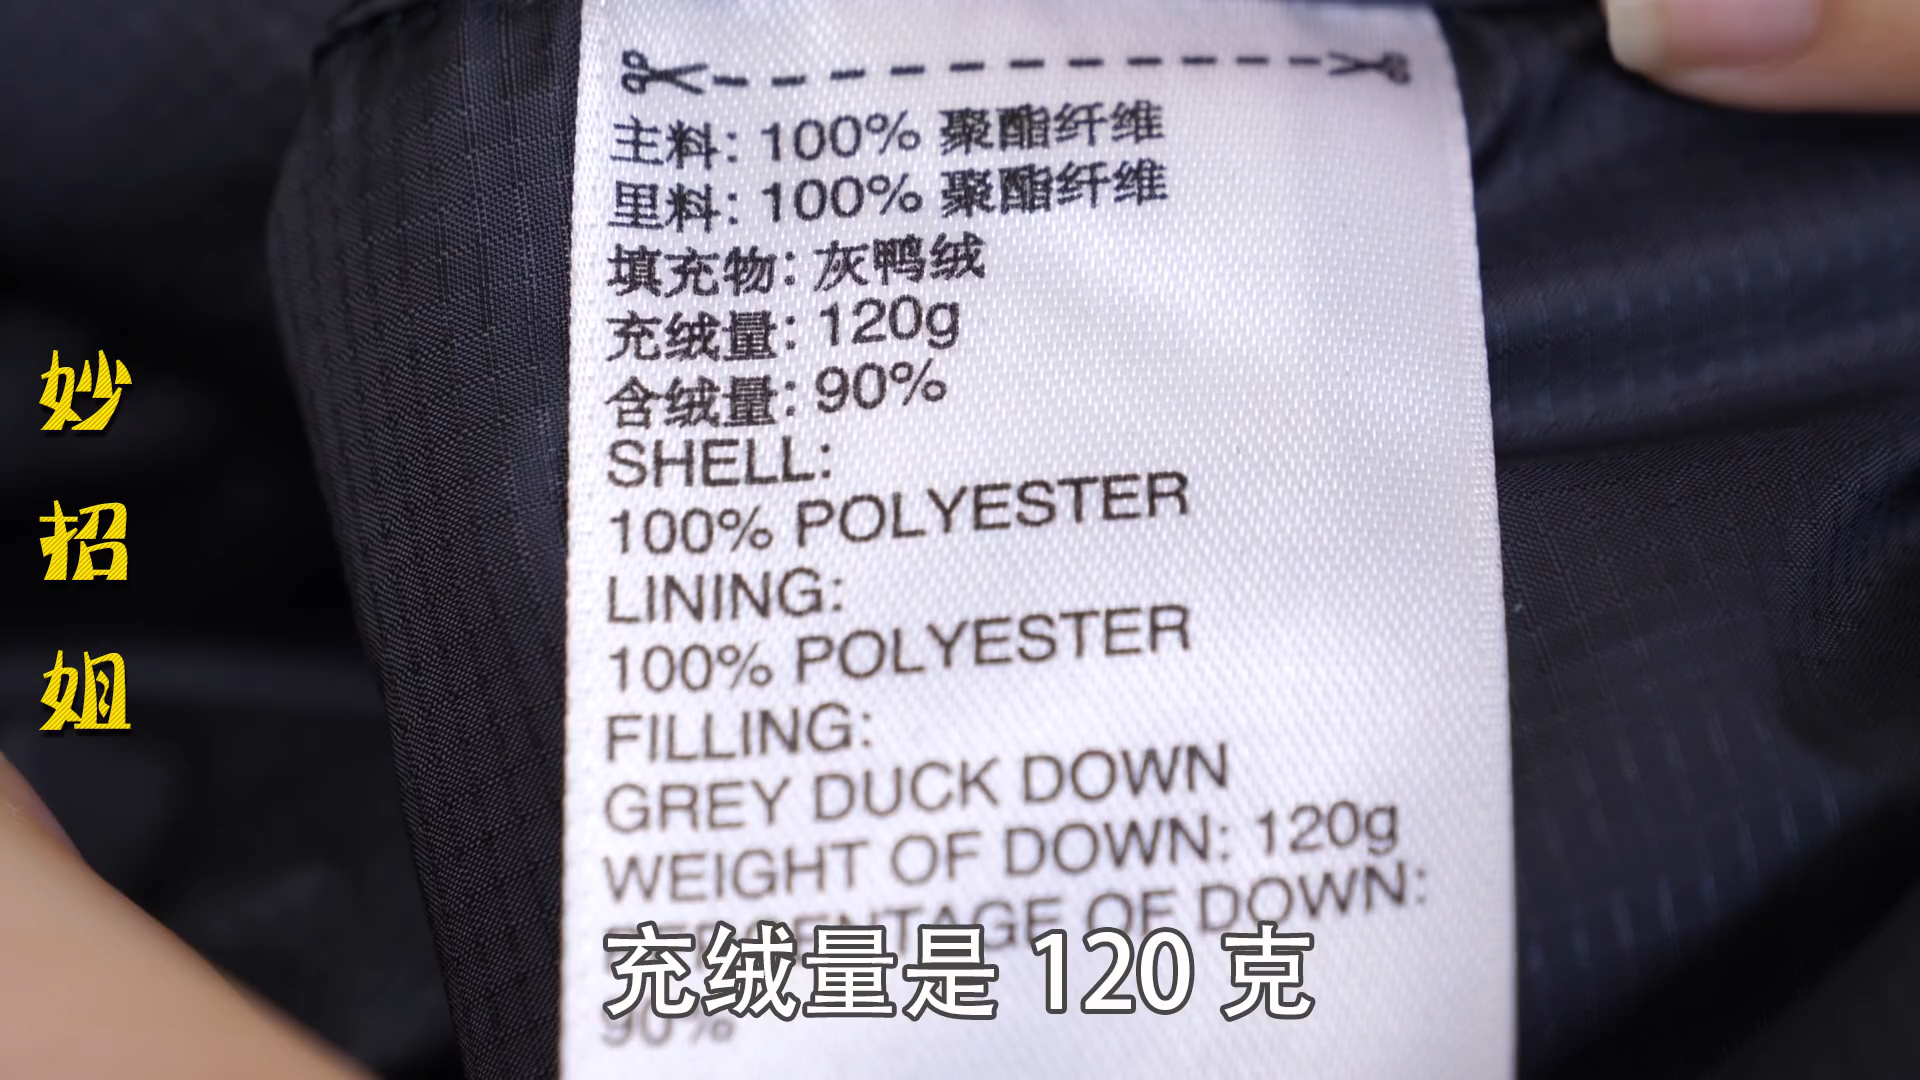 主料: 100% 聚酯纤维
里料: 100% 聚酯纤维
填充物: 灰鸭绒
充绒量: 120g
含绒量: 90%
SHELL:
100% POLYESTER
LINING:
100% POLYESTER
FILLING:
GREY DUCK DOWN
WEIGHT OF DOWN: 120g
PERCENTAGE OF DOWN:
90%
充绒量是 120 克
妙招姐